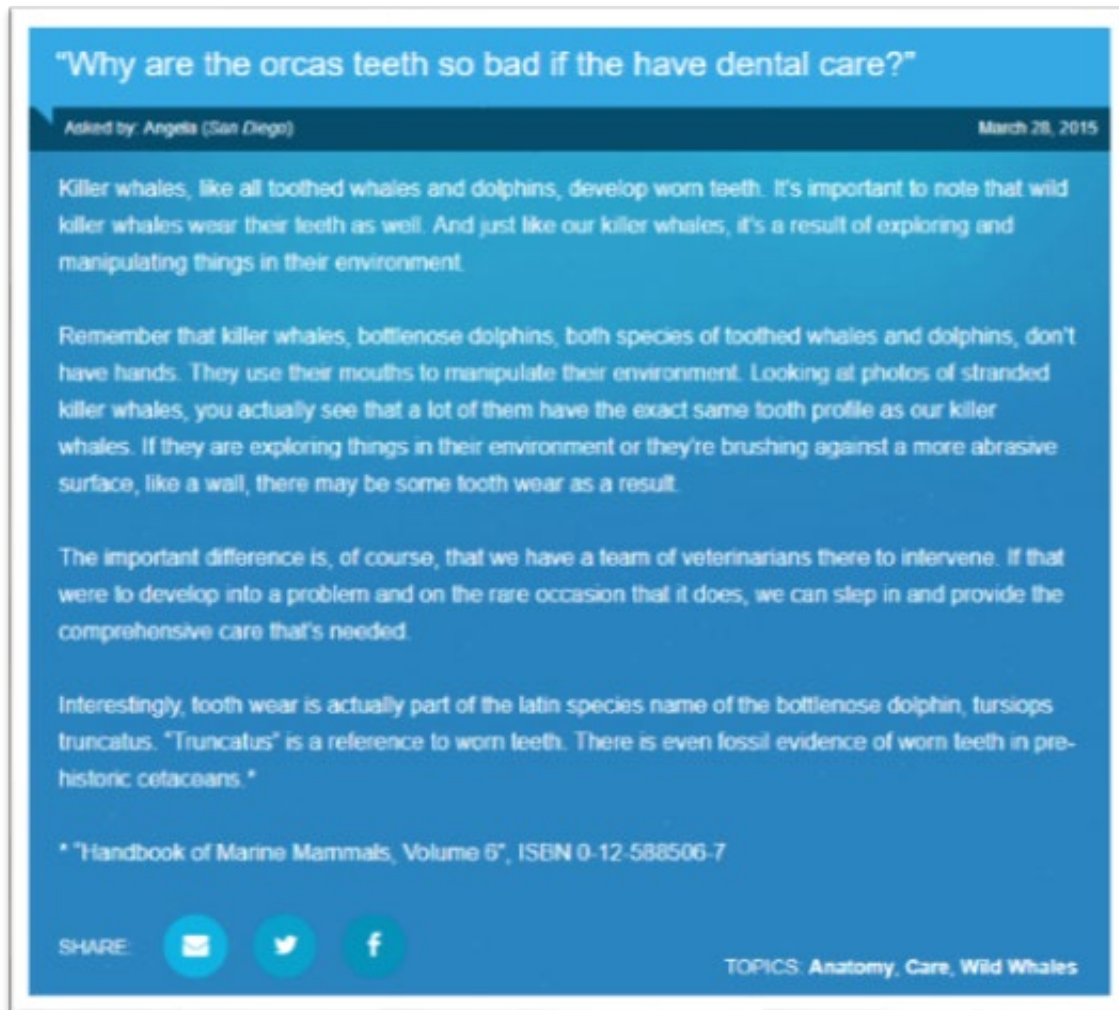 “Why are the orcas teeth so bad if the have dental care?”
Asked by: Angela (San Diego)
March 28, 2015
Killer whales, like all toothed whales and dolphins, develop worn teeth. It's important to note that wild
killer whales wear their teeth as well. And just like our killer whales, it's a result of exploring and
manipulating things in their environment.
Remember that killer whales, bottlenose dolphins, both species of toothed whales and dolphins, don't
have hands. They use their mouths to manipulate their environment. Looking at photos of stranded
killer whales, you actually see that a lot of them have the exact same tooth profile as our killer
whales. If they are exploring things in their environment or they're brushing against a more abrasive
surface, like a wall, there may be some tooth wear as a result.
The important difference is, of course, that we have a team of veterinarians there to intervene. If that
were to develop into a problem and on the rare occasion that it does, we can step in and provide the
comprehensive care that's needed.
Interestingly, tooth wear is actually part of the latin species name of the bottlenose dolphin, tursiops
truncatus. "Truncatus" is a reference to worn teeth. There is even fossil evidence of worn teeth in pre-
historic cetaceans.*
* "Handbook of Marine Mammals, Volume 6", ISBN 0-12-588506-7
SHARE:
TOPICS: Anatomy, Care, Wild Whales